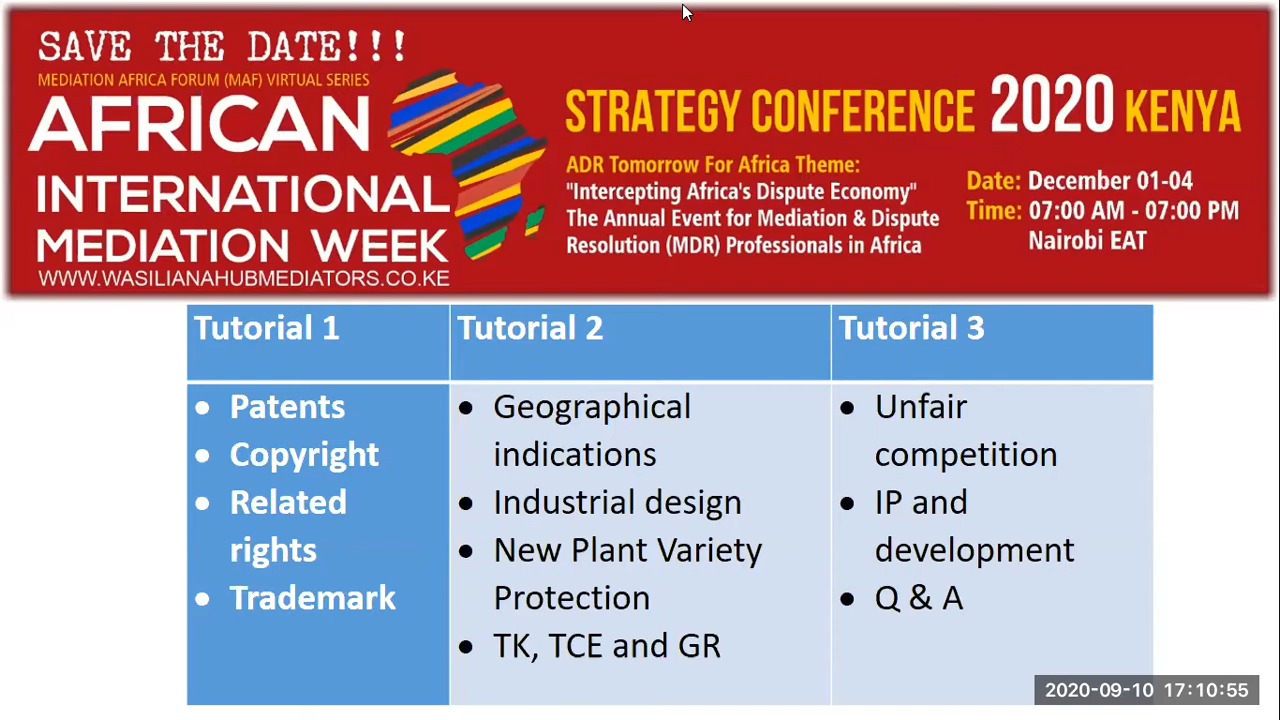 SAVE THE DATE!!!
MEDIATION AFRICA FORUM (MAF) VIRTUAL SERIES
AFRICAN
INTERNATIONAL
MEDIATION WEEK
WWW.WASILIANAHUBMEDIATORS.CO.KE
STRATEGY CONFERENCE 2020 KENYA
ADR Tomorrow For Africa Theme:
"Intercepting Africa's Dispute Economy"
The Annual Event for Mediation & Dispute
Resolution (MDR) Professionals in Africa
Date: December 01-04
Time: 07:00 AM - 07:00 PM
Nairobi EAT
Tutorial 1
• Patents
• Copyright
• Related
rights
• Trademark
Tutorial 2
• Geographical
indications
• Industrial design
• New Plant Variety
Protection
• TK, TCE and GR
Tutorial 3
• Unfair
competition
• IP and
development
• Q & A
2020-09-10 17:10:55